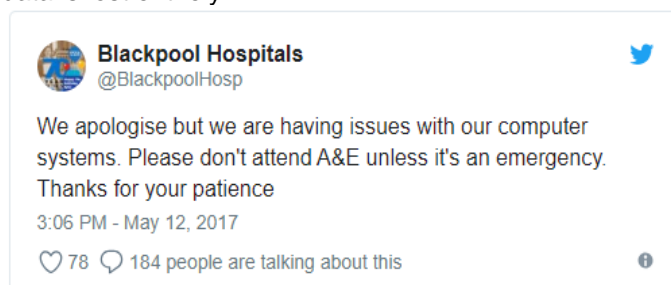 Blackpool Hospitals
@BlackpoolHosp
We apologise but we are having issues with our computer
systems. Please don't attend A&E unless it's an emergency.
Thanks for your patience
3:06 PM - May 12, 2017
78 184 people are talking about this